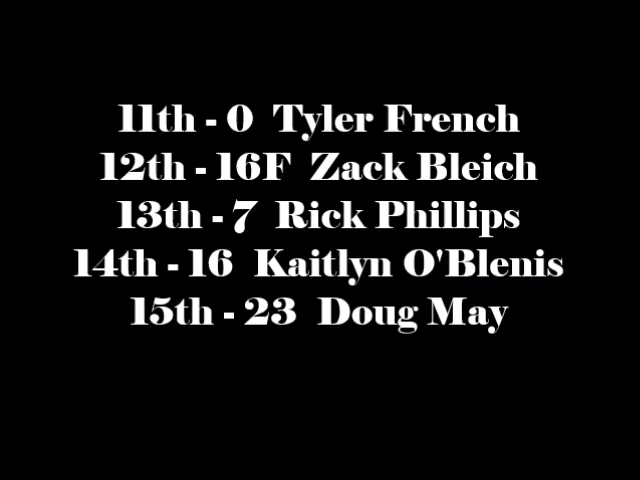 11th - 0 Tyler French
12th - 16F Zack Bleich
13th - 7 Rick Phillips
14th - 16 Kaitlyn O'Blenis
15th - 23 Doug May